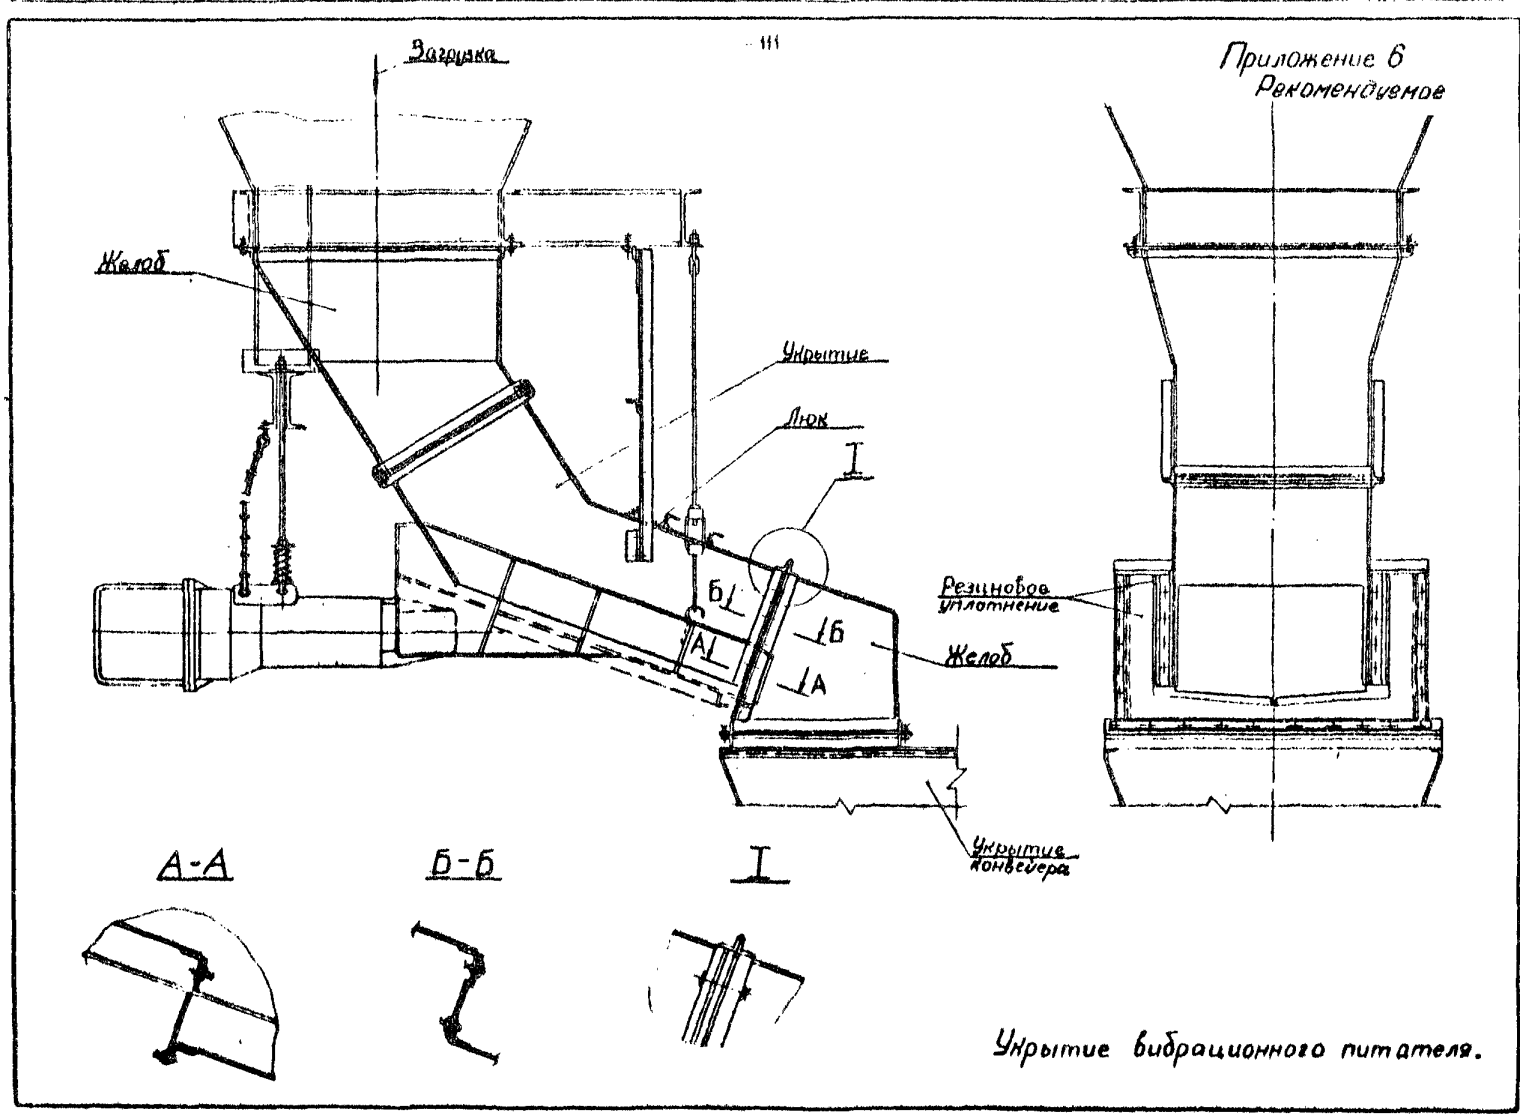 111
Приложение 6
Рекомендуемое
Загрузка
Желоб
Укрытие
Люк
I
Резиновое
уплотнение
Б
Б
А
А
Желоб
Укрытие
конвейера
А-А
Б-Б
I
Укрытие вибрационного питателя.